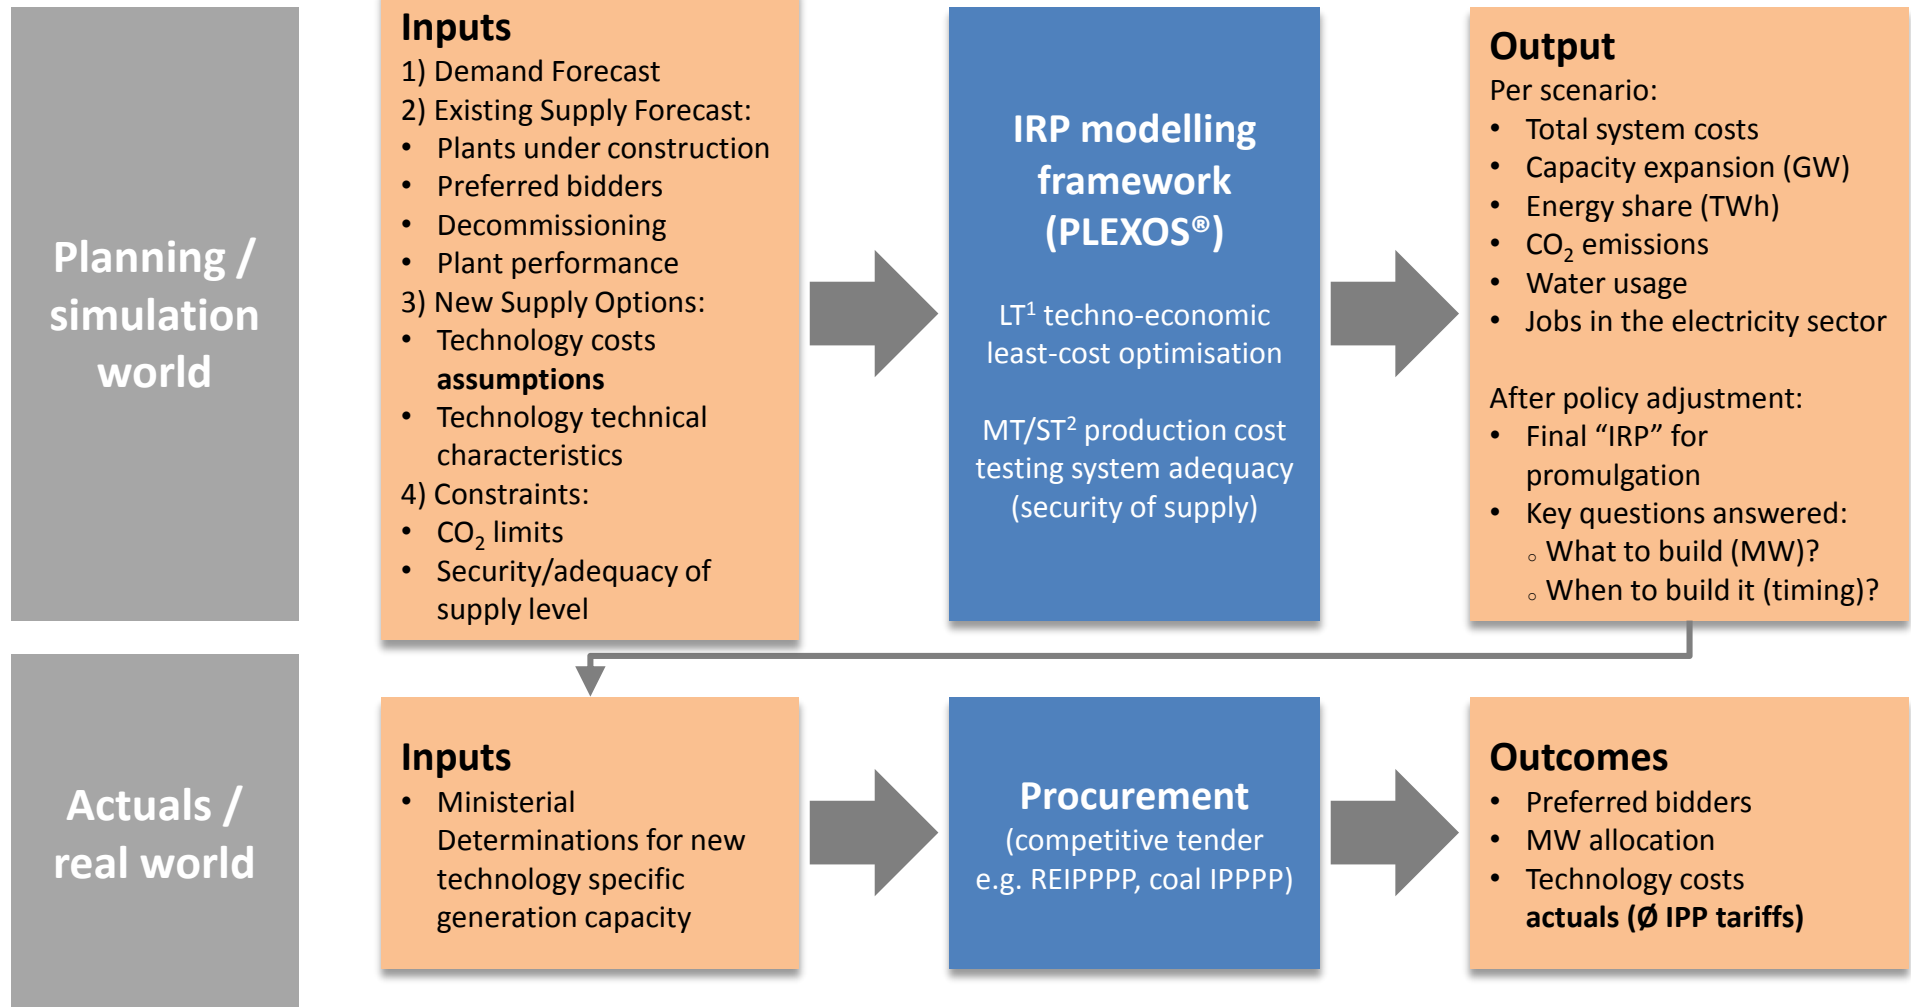 Planning /
simulation
world
Inputs
1) Demand Forecast
2) Existing Supply Forecast:
• Plants under construction
• Preferred bidders
• Decommissioning
• Plant performance
3) New Supply Options:
• Technology costs
assumptions
• Technology technical
characteristics
4) Constraints:
• CO₂ limits
• Security/adequacy of
supply level
IRP modelling
framework
(PLEXOS®)
LT¹ techno-economic
least-cost optimisation
MT/ST² production cost
testing system adequacy
(security of supply)
Output
Per scenario:
• Total system costs
• Capacity expansion (GW)
• Energy share (TWh)
• CO₂ emissions
• Water usage
• Jobs in the electricity sector
After policy adjustment:
• Final “IRP” for
promulgation
• Key questions answered:
○ What to build (MW)?
○ When to build it (timing)?
Actuals /
real world
Inputs
• Ministerial
Determinations for new
technology specific
generation capacity
Procurement
(competitive tender
e.g. REIPPPP, coal IPPPP)
Outcomes
• Preferred bidders
• MW allocation
• Technology costs
actuals (Ø IPP tariffs)